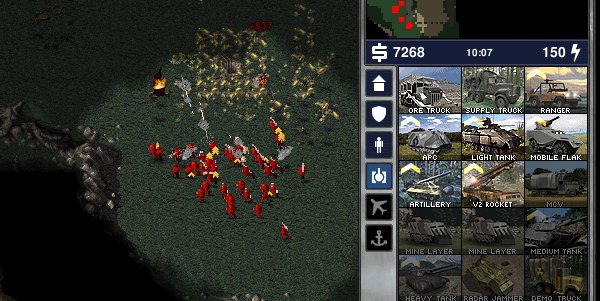 +537
7268 10:07 150
ORE TRUCK SUPPLY TRUCK RANGER
APC LIGHT TANK MOBILE FLAK
ARTILLERY V2 ROCKET MCV
MINE LAYER MINE LAYER MEDIUM TANK
HEAVY TANK RADAR JAMMER DEMO TRUCK